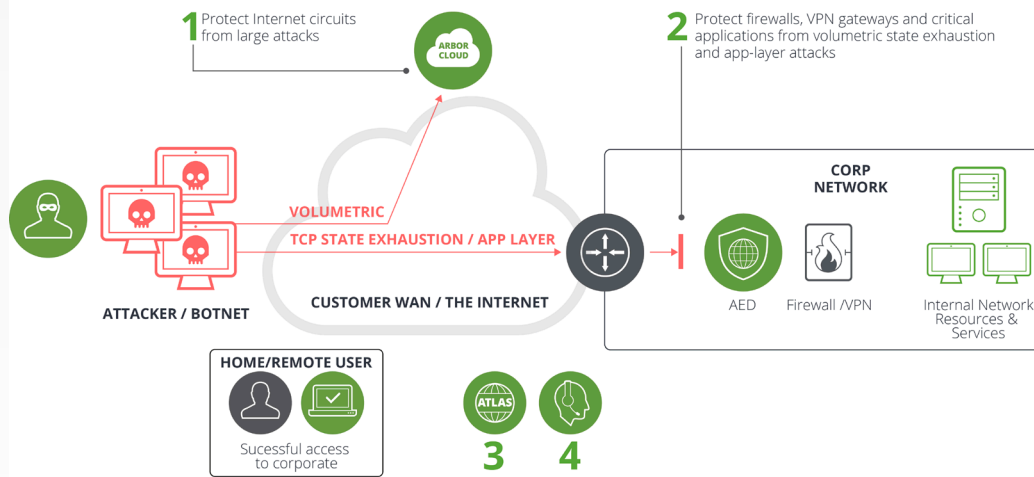 1 Protect Internet circuits
from large attacks
ARBOR
CLOUD
2 Protect firewalls, VPN gateways and critical
applications from volumetric state exhaustion
and app-layer attacks
CORP
NETWORK
VOLUMETRIC
TCP STATE EXHAUSTION / APP LAYER
CUSTOMER WAN / THE INTERNET
ATTACKER / BOTNET
AED
Firewall /VPN
Internal Network
Resources &
Services
HOME/REMOTE USER
Sucessful access
to corporate
ATLAS
3
4